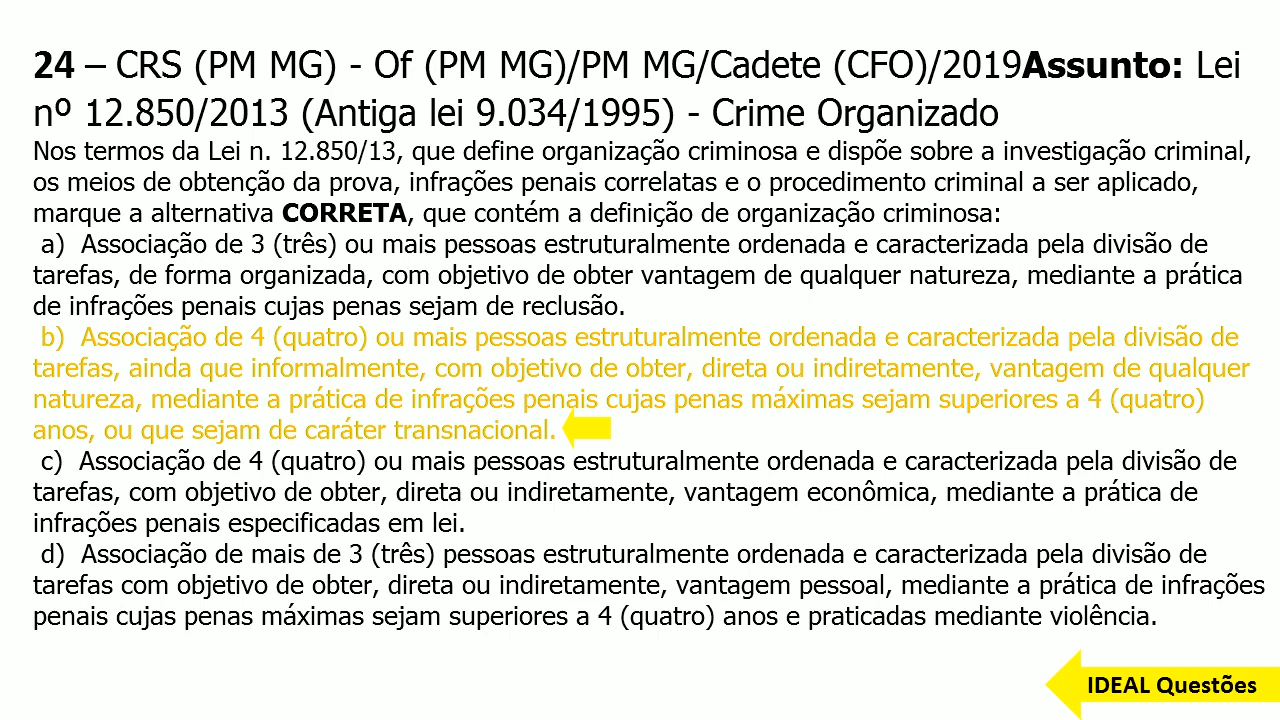 24 – CRS (PM MG) - Of (PM MG)/PM MG/Cadete (CFO)/2019Assunto: Lei
nº 12.850/2013 (Antiga lei 9.034/1995) - Crime Organizado
Nos termos da Lei n. 12.850/13, que define organização criminosa e dispõe sobre a investigação criminal,
os meios de obtenção da prova, infrações penais correlatas e o procedimento criminal a ser aplicado,
marque a alternativa CORRETA, que contém a definição de organização criminosa:
a) Associação de 3 (três) ou mais pessoas estruturalmente ordenada e caracterizada pela divisão de
tarefas, de forma organizada, com objetivo de obter vantagem de qualquer natureza, mediante a prática
de infrações penais cujas penas sejam de reclusão.
b) Associação de 4 (quatro) ou mais pessoas estruturalmente ordenada e caracterizada pela divisão de
tarefas, ainda que informalmente, com objetivo de obter, direta ou indiretamente, vantagem de qualquer
natureza, mediante a prática de infrações penais cujas penas máximas sejam superiores a 4 (quatro)
anos, ou que sejam de caráter transnacional.
c) Associação de 4 (quatro) ou mais pessoas estruturalmente ordenada e caracterizada pela divisão de
tarefas, com objetivo de obter, direta ou indiretamente, vantagem econômica, mediante a prática de
infrações penais especificadas em lei.
d) Associação de mais de 3 (três) pessoas estruturalmente ordenada e caracterizada pela divisão de
tarefas com objetivo de obter, direta ou indiretamente, vantagem pessoal, mediante a prática de infrações
penais cujas penas máximas sejam superiores a 4 (quatro) anos e praticadas mediante violência.
IDEAL Questões